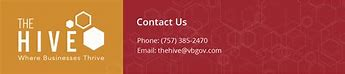 THE
HIVE
Where Businesses Thrive
Contact Us
Phone: (757) 385-2470
Email: thehive@vbgov.com